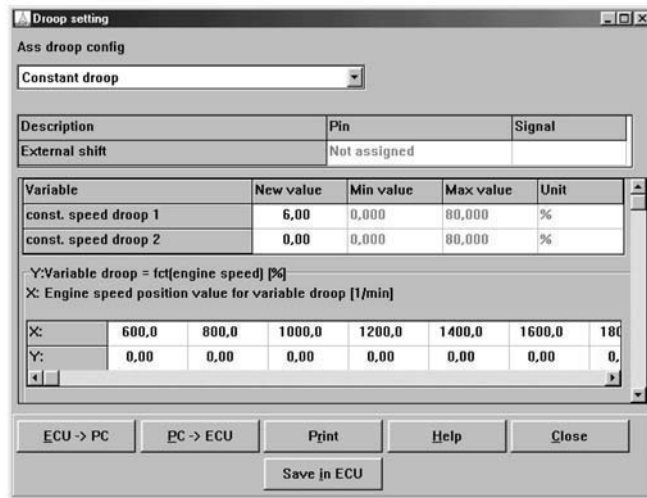 Droop setting
Ass droop config
Constant droop
Description Pin Signal
External shift Not assigned
Variable New value Min value Max value Unit
const. speed droop 1 6,00 0,000 80,000 %
const. speed droop 2 0,00 0,000 80,000 %
Y:Variable droop = fct(engine speed) [%]
X: Engine speed position value for variable droop [1/min]
X: 600,0 800,0 1000,0 1200,0 1400,0 1600,0 180
Y: 0,00 0,00 0,00 0,00 0,00 0,00 0,
ECU -> PC PC -> ECU Print Help Close
Save in ECU